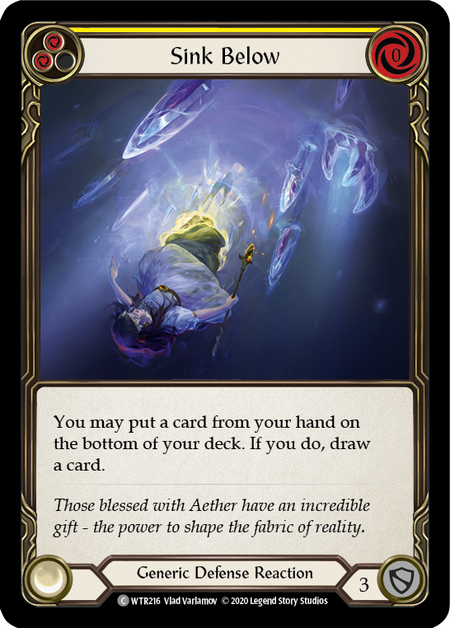 Sink Below
0
You may put a card from your hand on
the bottom of your deck. If you do, draw
a card.
Those blessed with Aether have an incredible
gift - the power to shape the fabric of reality.
Generic Defense Reaction
3
C WTR216 Vlad Varlamov © 2020 Legend Story Studios